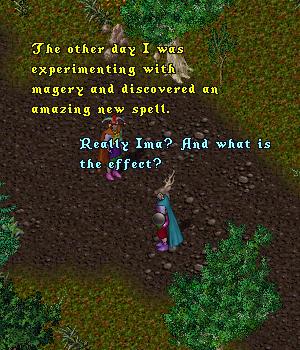 The other day I was
experimenting with
magery and discovered an
amazing new spell.
Really Ima? And what is
the effect?